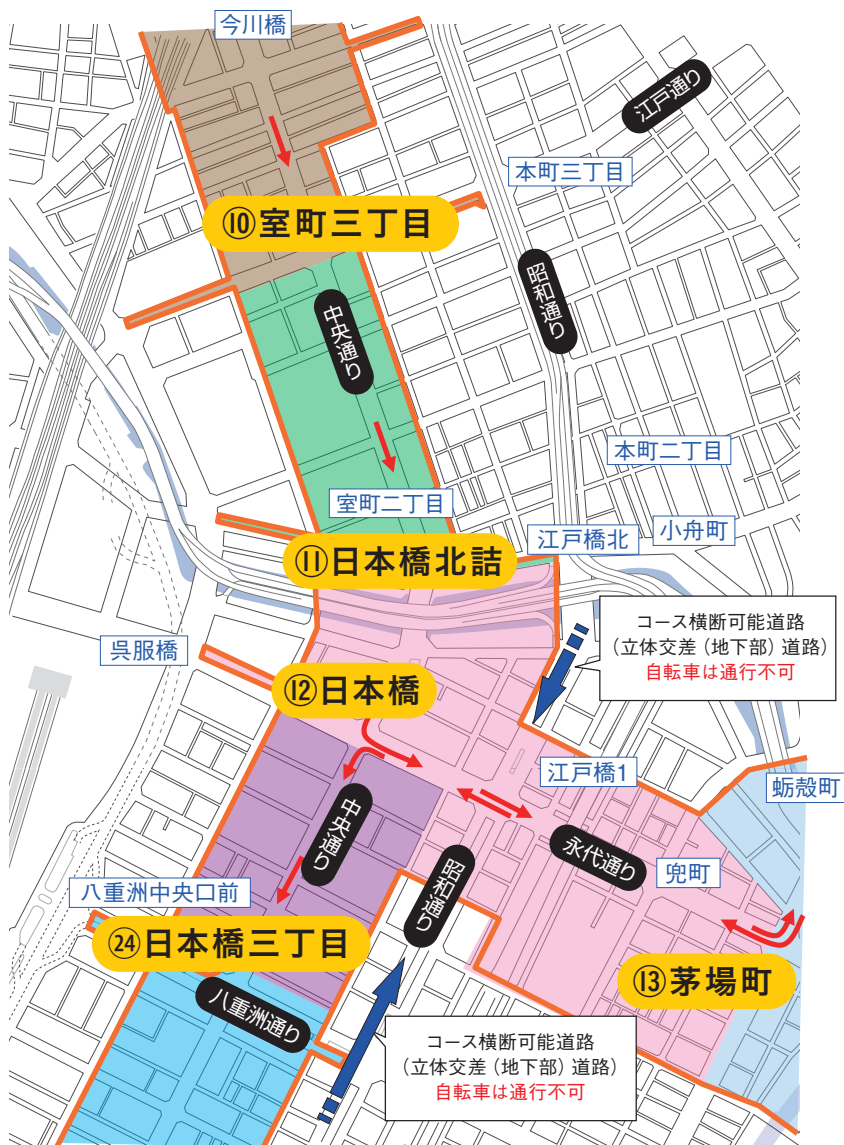 今川橋
江戸通り
本町三丁目
⑩室町三丁目
昭和通り
中央通り
本町二丁目
室町二丁目
小舟町
江戸橋北
⑪日本橋北詰
コース横断可能道路
(立体交差(地下部)道路)
自転車は通行不可
呉服橋
⑫日本橋
江戸橋1
蛎殻町
中央通り
永代通り
昭和通り
兜町
八重洲中央口前
㉔日本橋三丁目
⑬茅場町
八重洲通り
コース横断可能道路
(立体交差(地下部)道路)
自転車は通行不可